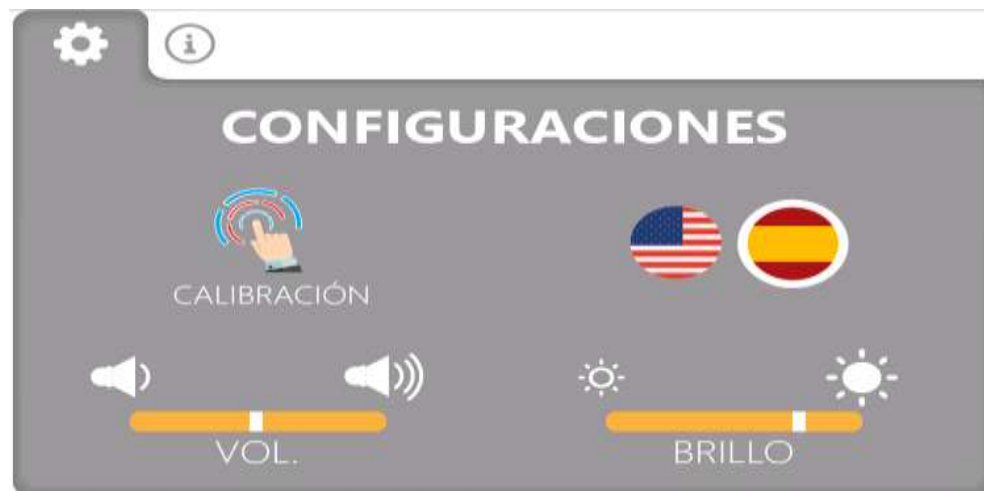 i
CONFIGURACIONES
CALIBRACIÓN
VOL.
BRILLO